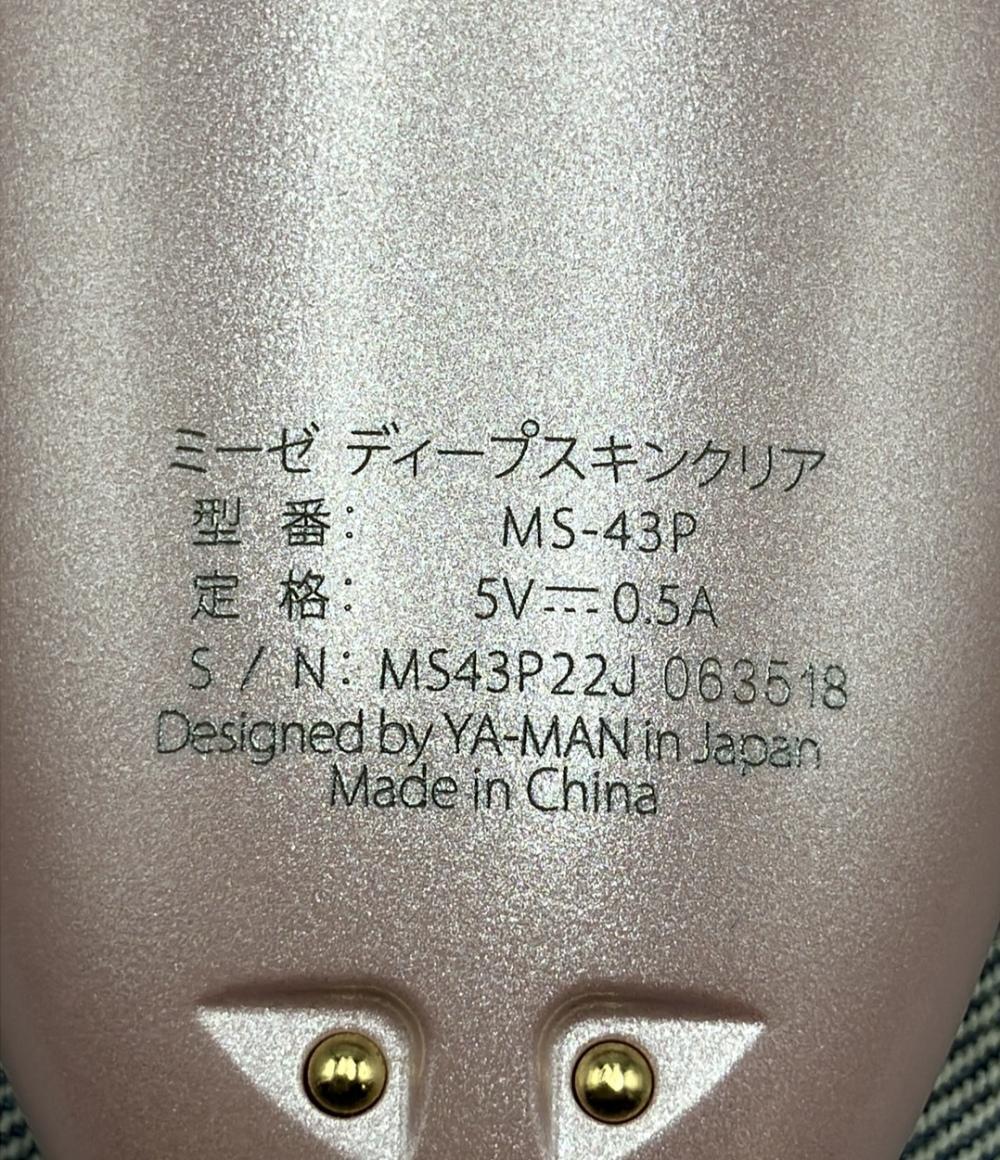 ミーゼ ディープスキンクリア
型 番: MS-43P
定 格: 5V⎓0.5A
S / N: MS43P22J 063518
Designed by YA-MAN in Japan
Made in China